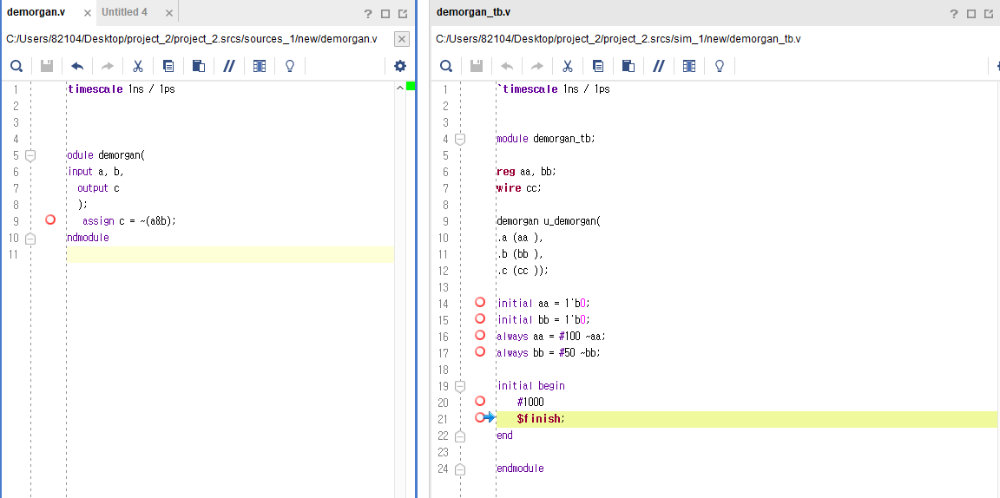 demorgan.v × Untitled 4 ×
?
C:/Users/82104/Desktop/project_2/project_2.srcs/sources_1/new/demorgan.v ×
1 timescale 1ns / 1ps
2
3
4
5 odule demorgan(
6 input a, b,
7 output c
8 );
9 assign c = ~(a&b);
10 ndmodule
11
demorgan_tb.v
?
C:/Users/82104/Desktop/project_2/project_2.srcs/sim_1/new/demorgan_tb.v
1 `timescale 1ns / 1ps
2
3
4 module demorgan_tb;
5
6 reg aa, bb;
7 wire cc;
8
9 demorgan u_demorgan(
10 .a (aa ),
11 .b (bb ),
12 .c (cc ));
13
14 initial aa = 1'b0;
15 initial bb = 1'b0;
16 always aa = #100 ~aa;
17 always bb = #50 ~bb;
18
19 initial begin
20 #1000
21 $finish;
22 end
23
24 endmodule